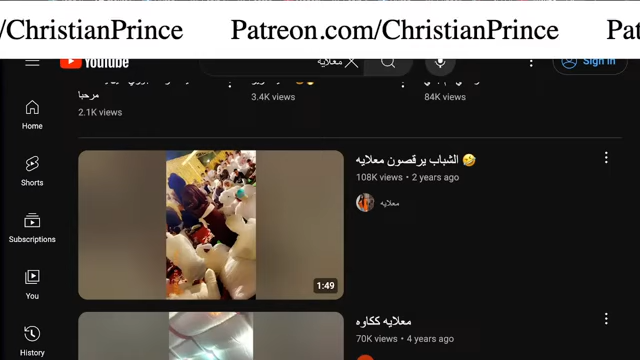 /ChristianPrince Patreon.com/ChristianPrince Pat
YouTube
معلايه
Sign in
مرحبا
2.1K views
3.4K views
84K views
Home
Shorts
Subscriptions
You
History
الشباب يرقصون معلايه 🤣
108K views • 2 years ago
معلايه
1:49
معلايه ككاوه
70K views • 4 years ago